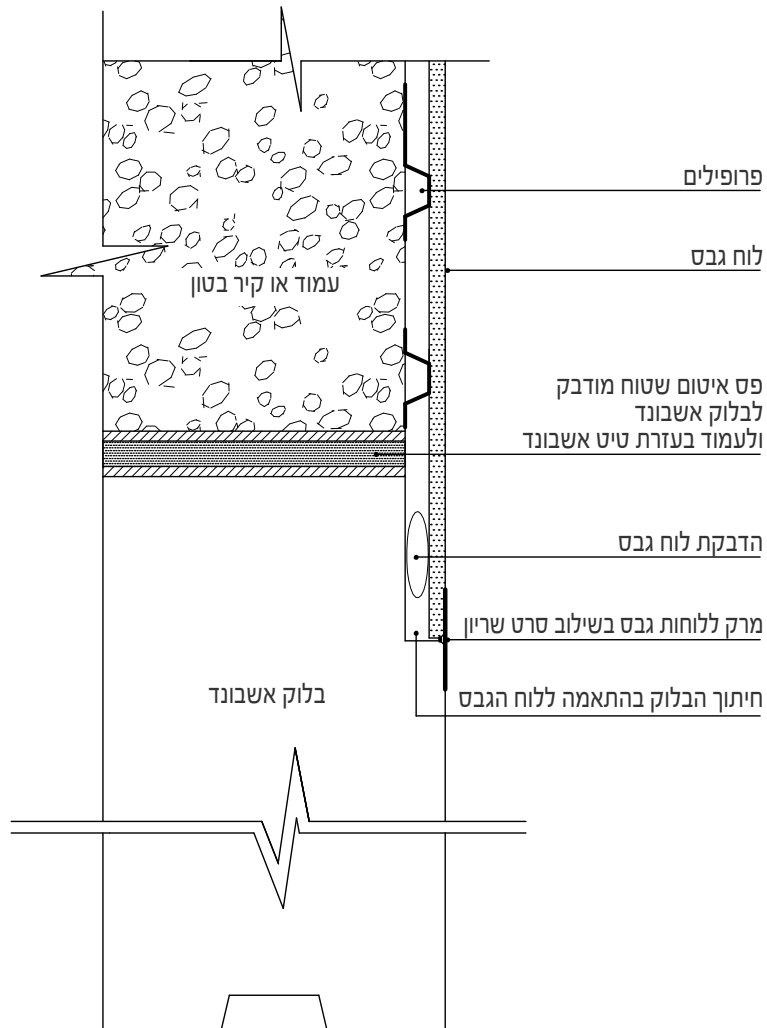 פרופילים
לוח גבס
עמוד או קיר בטון
פס איטום שטוח מודבק
לבלוק אשבונד
ולעמוד בעזרת טיט אשבונד
הדבקת לוח גבס
מרק ללוחות גבס בשילוב סרט שריון
בלוק אשבונד
חיתוך הבלוק בהתאמה ללוח הגבס